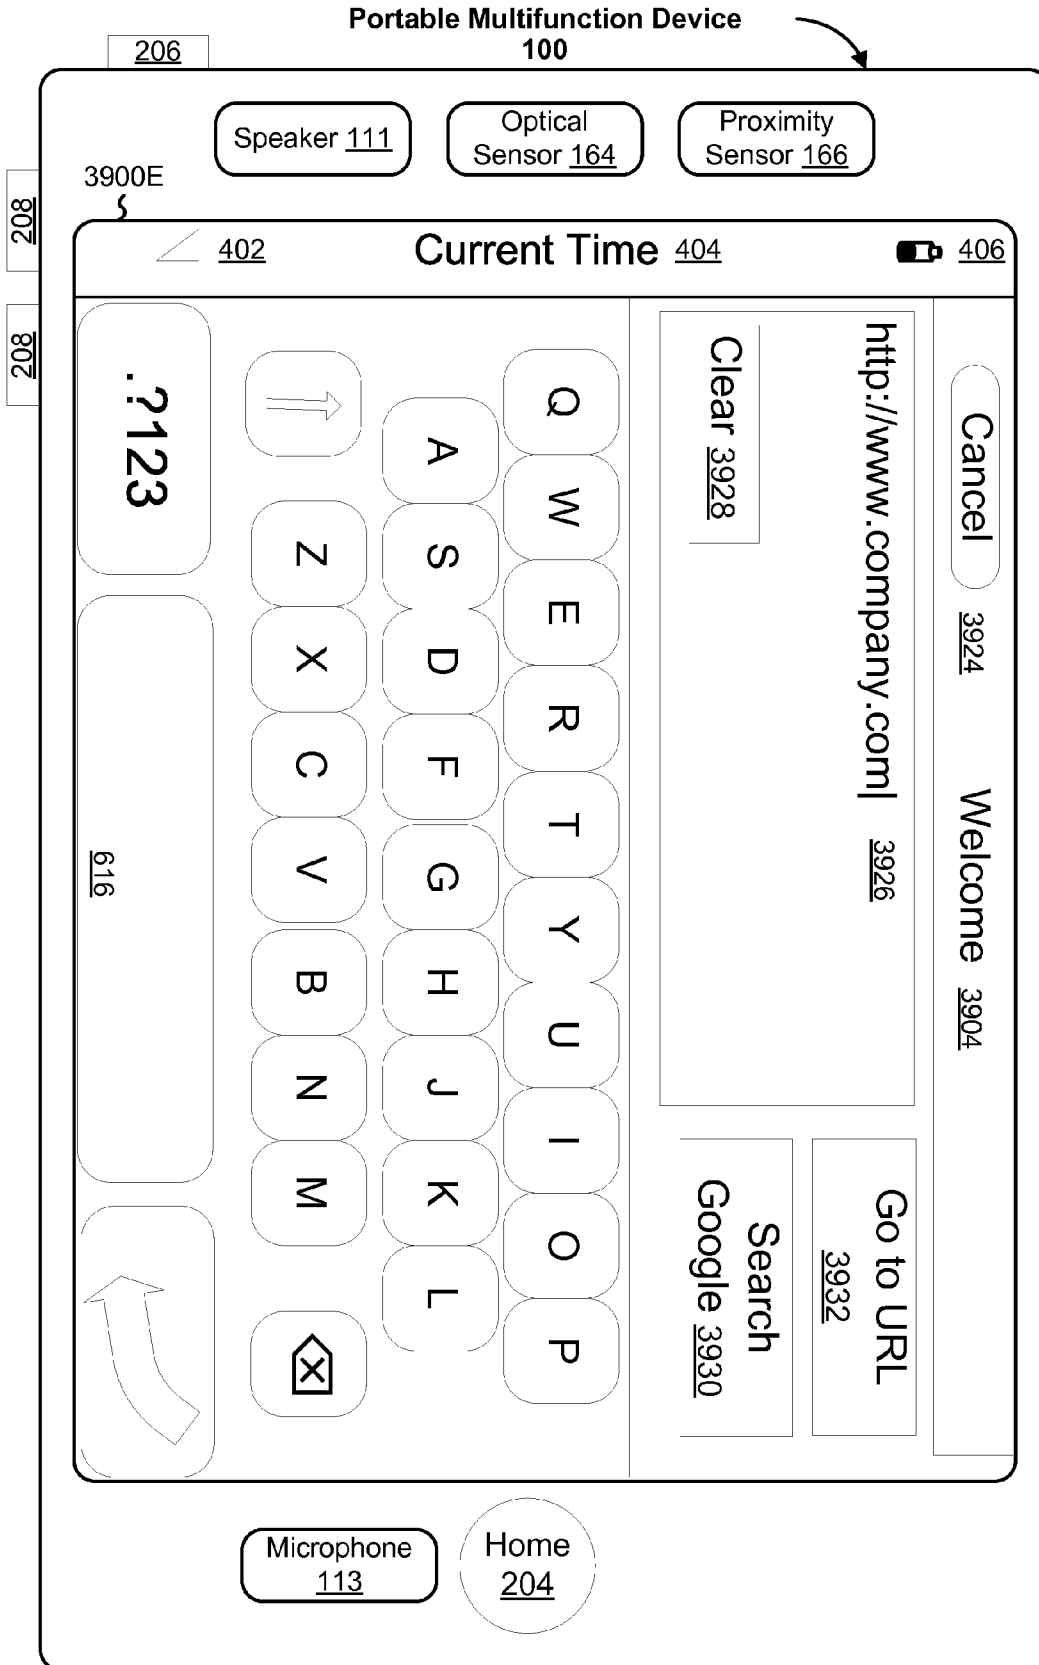 Portable Multifunction Device
100
206
Speaker 111
Optical
Sensor 164
Proximity
Sensor 166
3900E
208
208
402
Current Time 404
406
Cancel 3924
Welcome 3904
http://www.company.com| 3926
Clear 3928
Go to URL
3932
Search
Google 3930
Q W E R T Y U I O P
A S D F G H J K L
Z X C V B N M
.?123
616
Microphone
113
Home
204